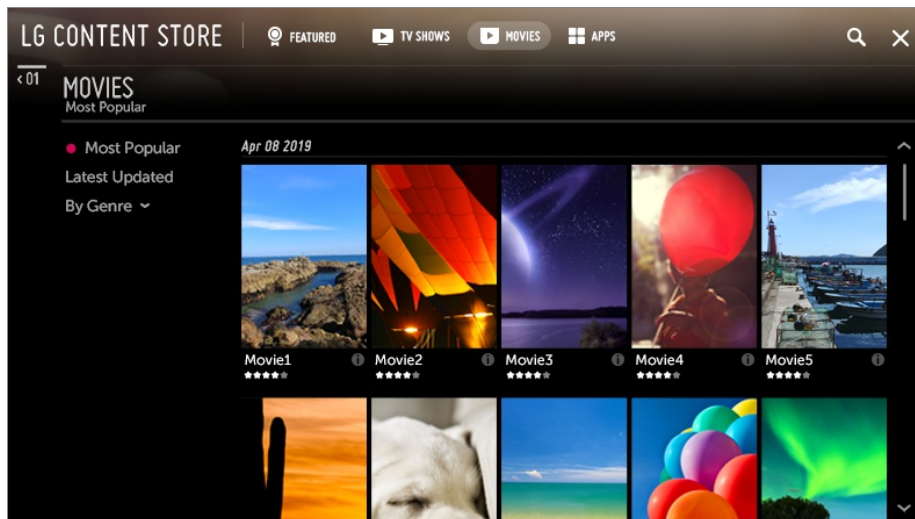 LG CONTENT STORE
FEATURED
TV SHOWS
MOVIES
APPS
01
MOVIES
Most Popular
Most Popular
Latest Updated
By Genre
Apr 08 2019
Movie1
Movie2
Movie3
Movie4
Movie5